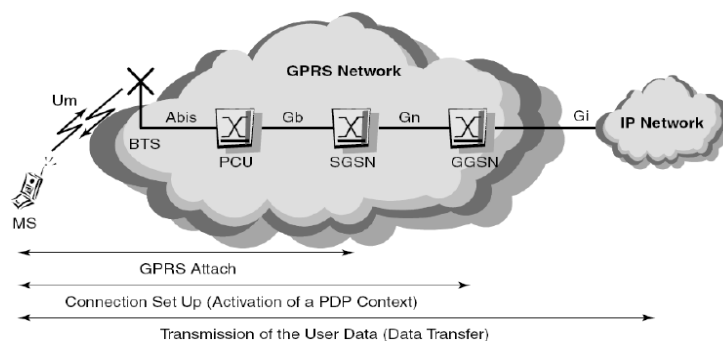 GPRS Network
Um
Abis
Gb
Gn
Gi
IP Network
BTS
PCU
SGSN
GGSN
MS
GPRS Attach
Connection Set Up (Activation of a PDP Context)
Transmission of the User Data (Data Transfer)